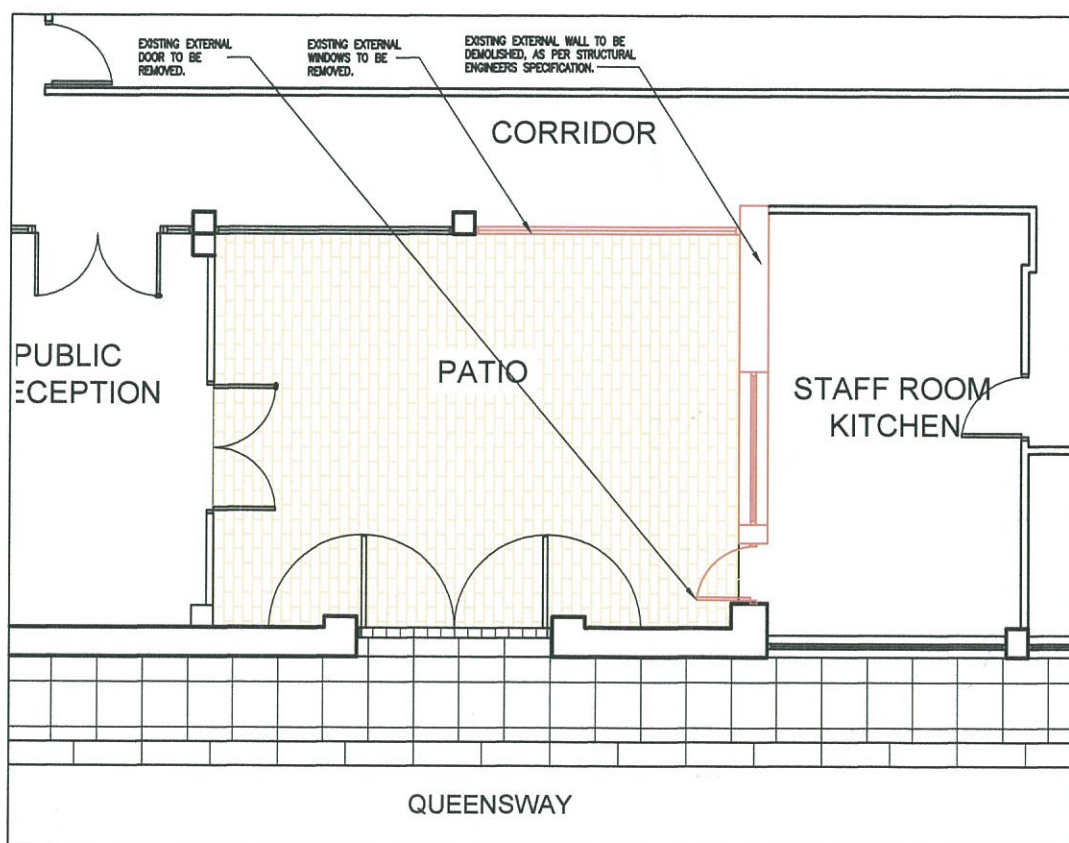 EXISTING EXTERNAL
DOOR TO BE
REMOVED.
EXISTING EXTERNAL
WINDOWS TO BE
REMOVED.
EXISTING EXTERNAL WALL TO BE
DEMOLISHED, AS PER STRUCTURAL
ENGINEERS SPECIFICATION.
CORRIDOR
PUBLIC
ECEPTION
PATIO
STAFF ROOM
KITCHEN
QUEENSWAY